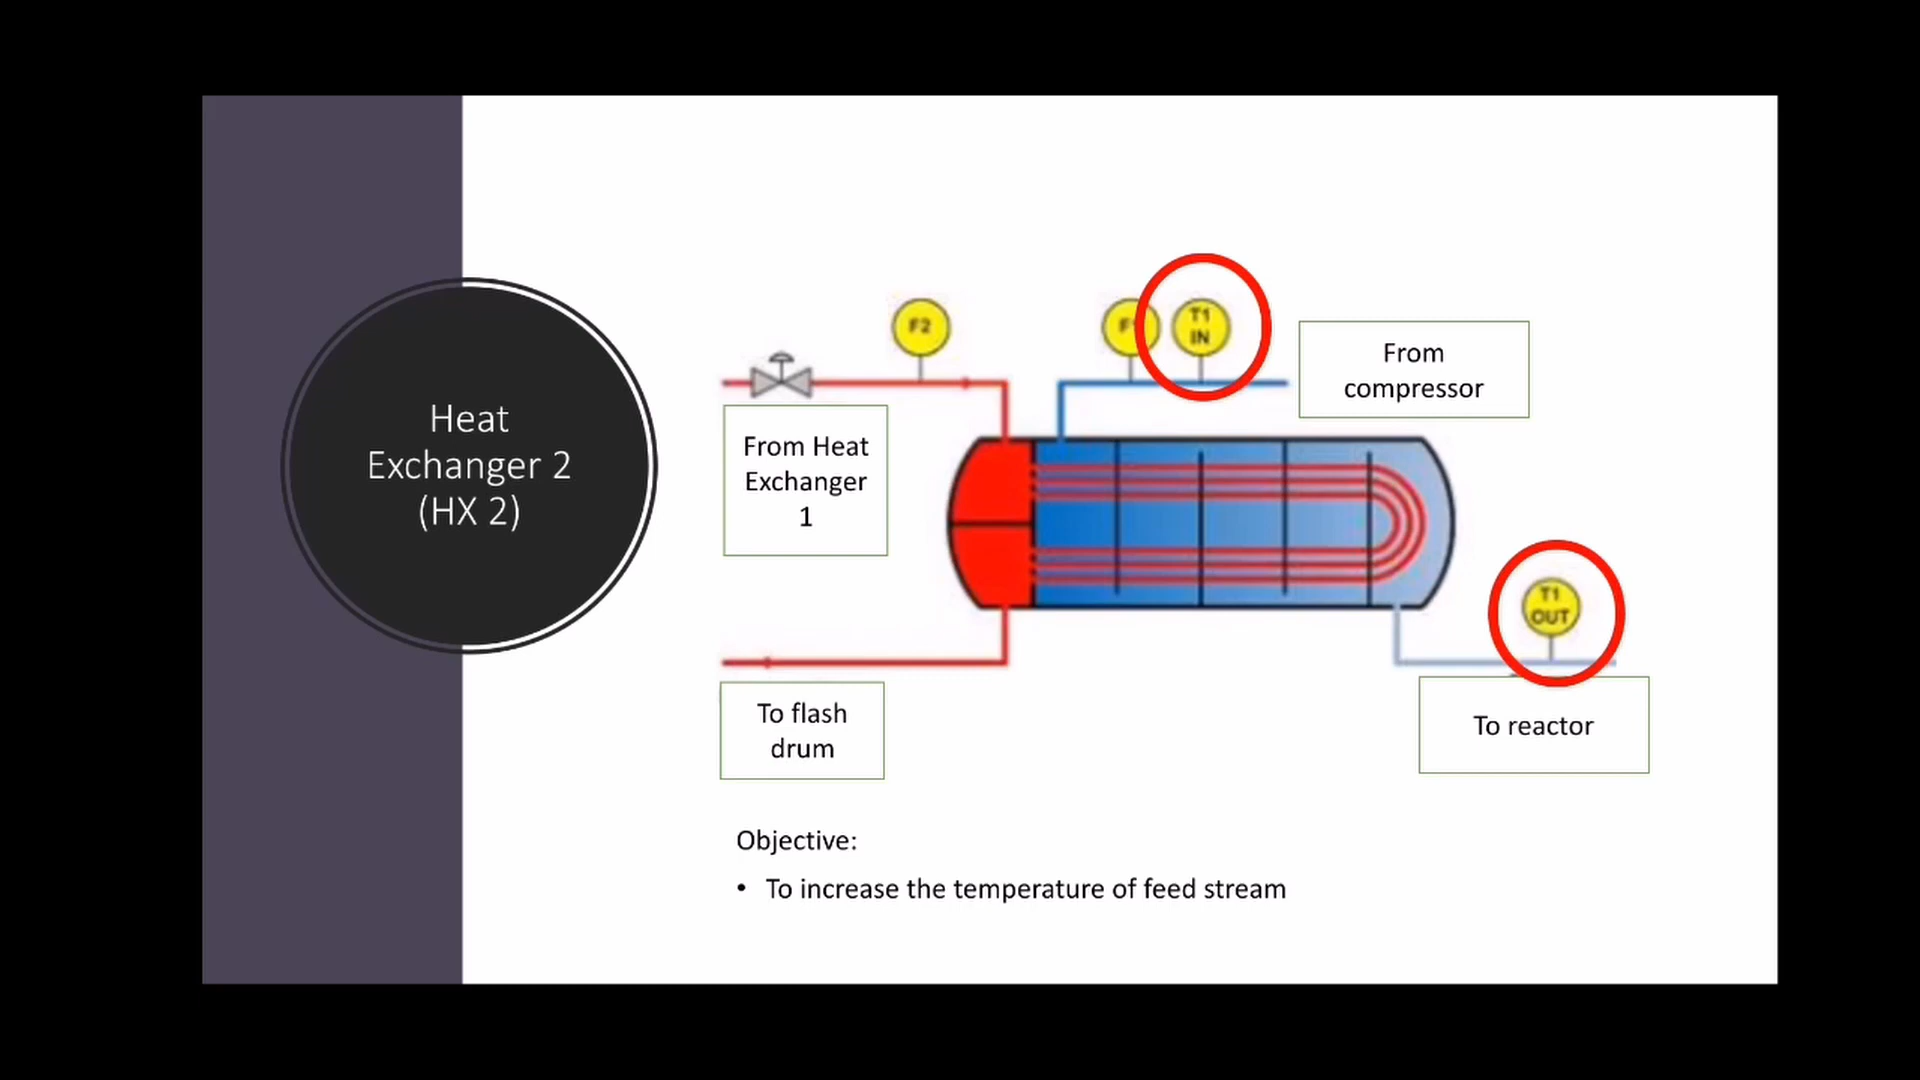 Heat
Exchanger 2
(HX 2)
F2
T1
IN
From
compressor
From Heat
Exchanger
1
T1
OUT
To flash
drum
To reactor
Objective:
• To increase the temperature of feed stream